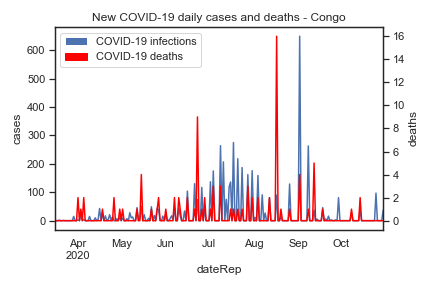 New COVID-19 daily cases and deaths - Congo
COVID-19 infections
COVID-19 deaths
600
500
400
300
200
100
0
cases
16
14
12
10
8
6
4
2
0
deaths
Apr May Jun Jul Aug Sep Oct
2020
dateRep